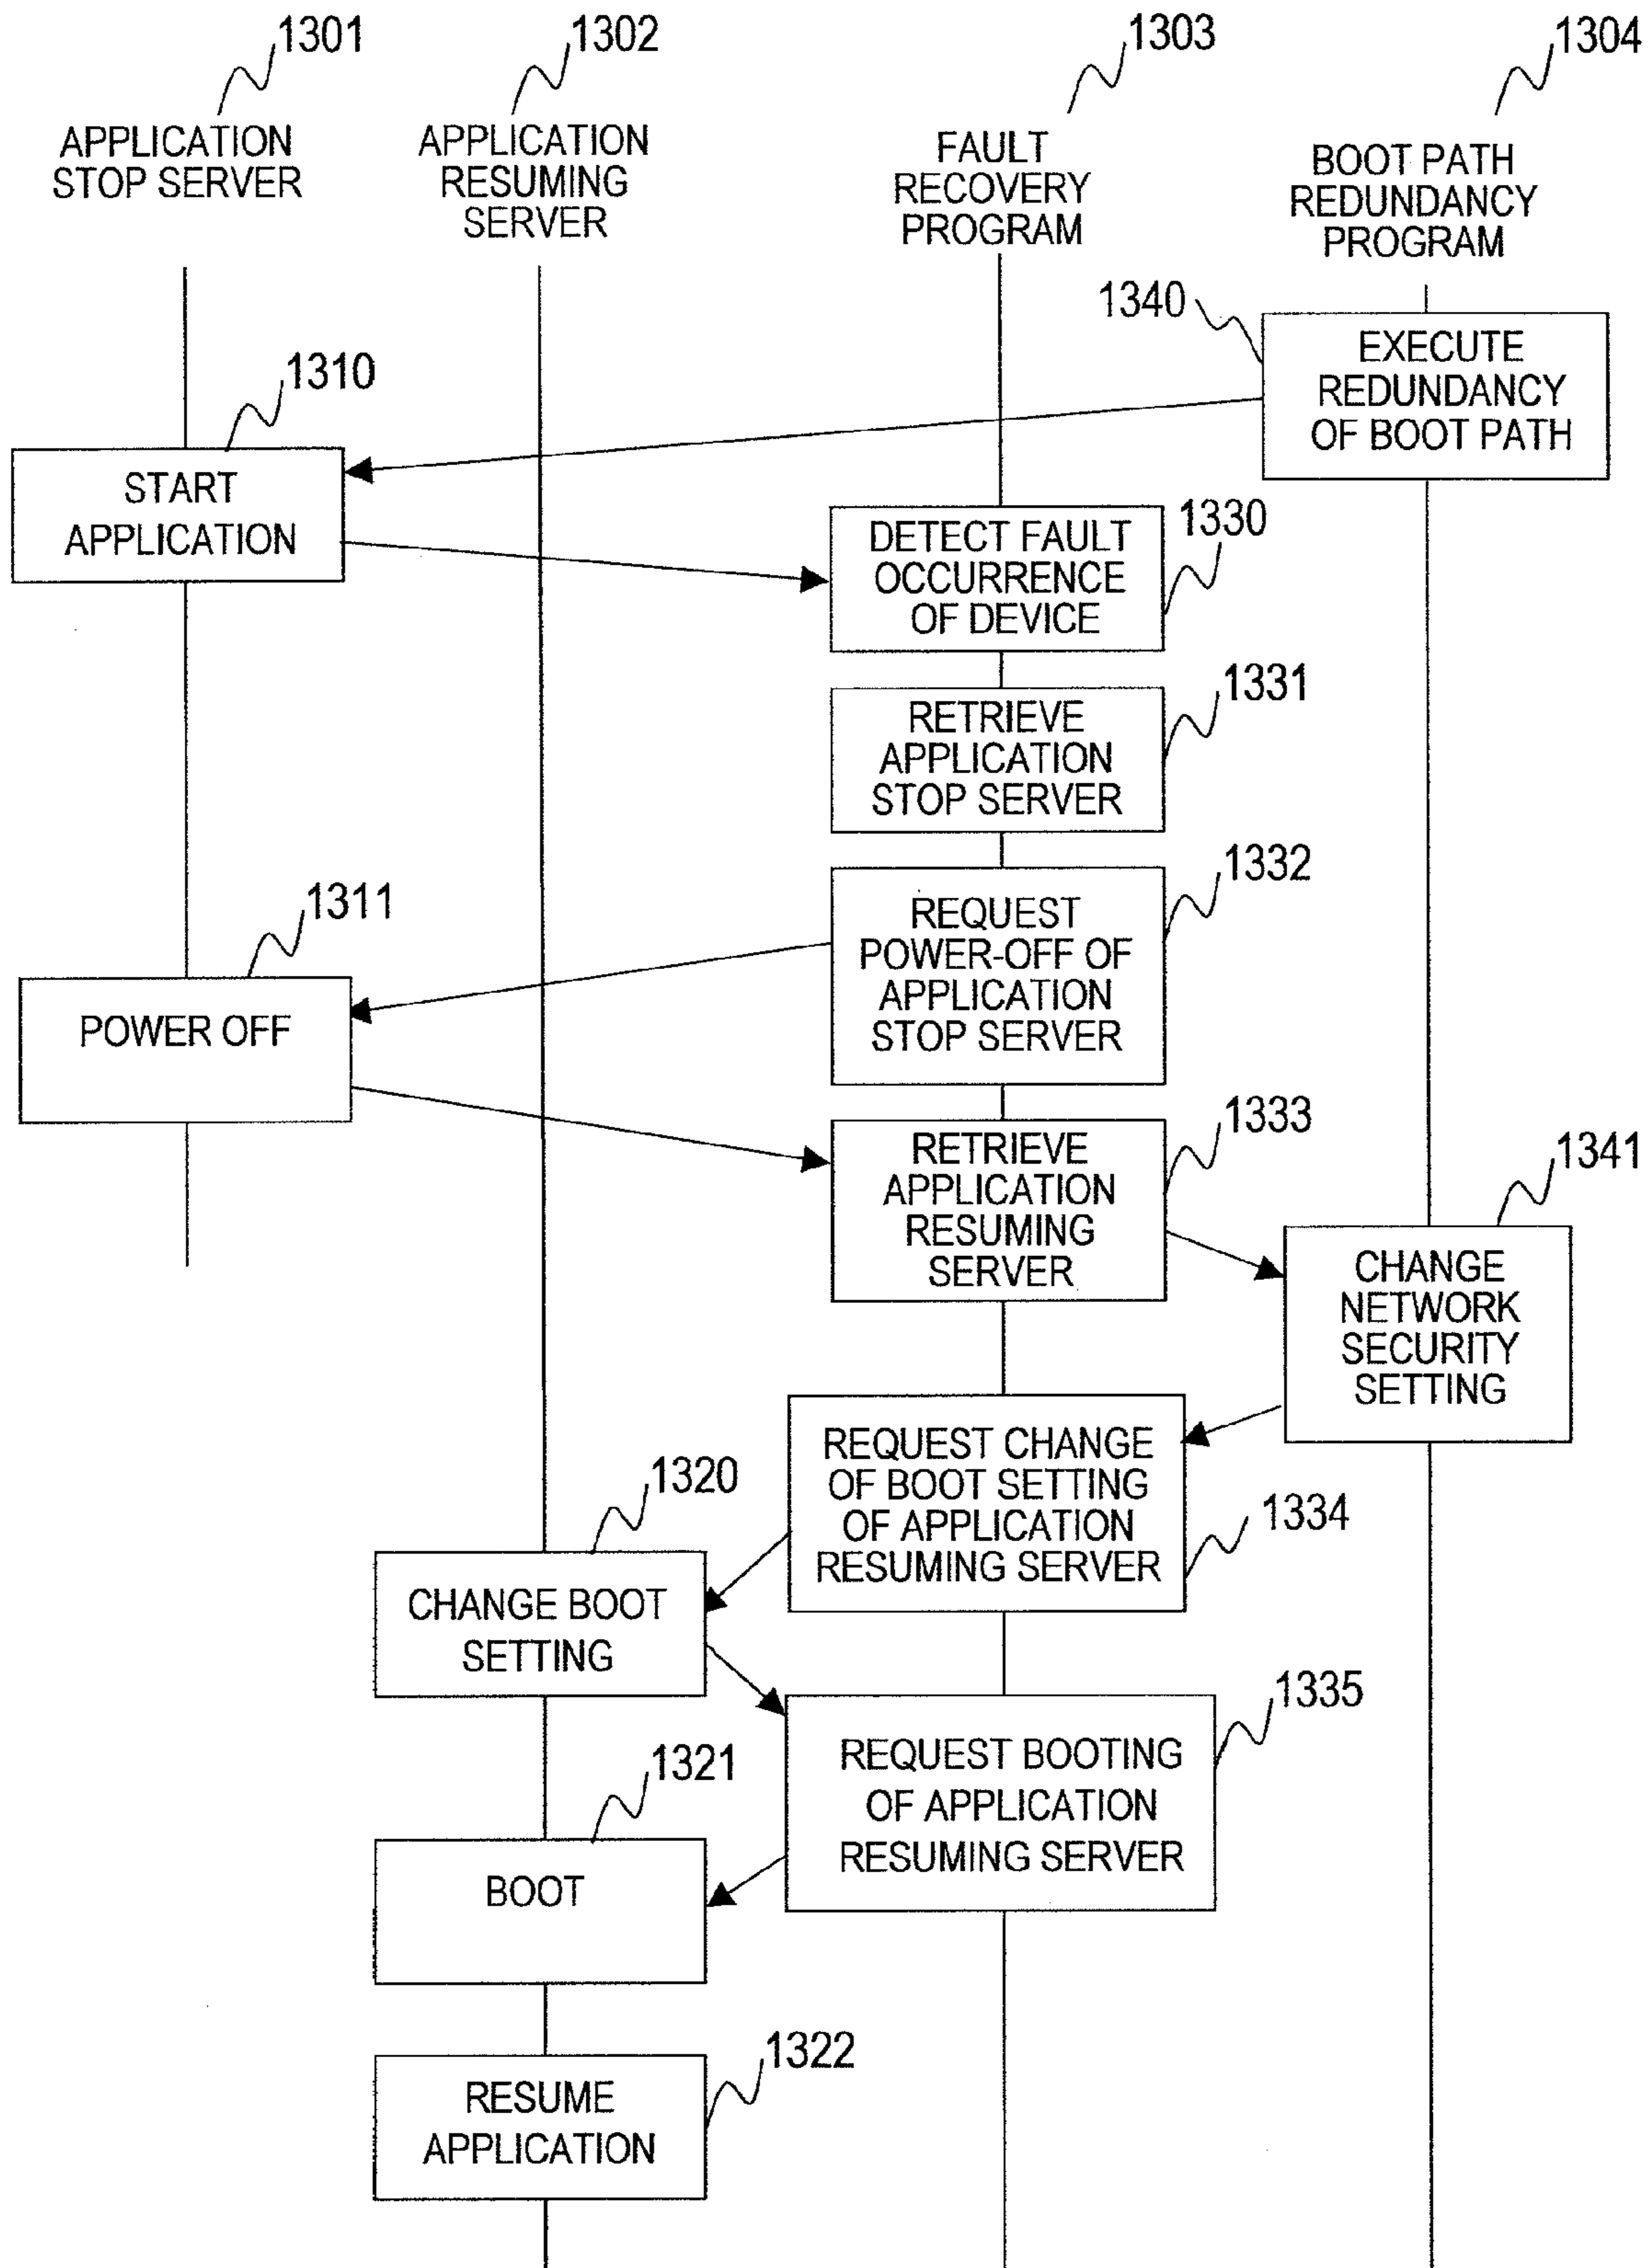 1301
1302
1303
1304
APPLICATION
STOP SERVER
APPLICATION
RESUMING
SERVER
FAULT
RECOVERY
PROGRAM
BOOT PATH
REDUNDANCY
PROGRAM
1340
EXECUTE
REDUNDANCY
OF BOOT PATH
1310
START
APPLICATION
1330
DETECT FAULT
OCCURRENCE
OF DEVICE
1331
RETRIEVE
APPLICATION
STOP SERVER
1332
REQUEST
POWER-OFF OF
APPLICATION
STOP SERVER
1311
POWER OFF
1333
RETRIEVE
APPLICATION
RESUMING
SERVER
1341
CHANGE
NETWORK
SECURITY
SETTING
REQUEST CHANGE
OF BOOT SETTING
OF APPLICATION
RESUMING SERVER
1334
1320
CHANGE BOOT
SETTING
1335
REQUEST BOOTING
OF APPLICATION
RESUMING SERVER
1321
BOOT
1322
RESUME
APPLICATION